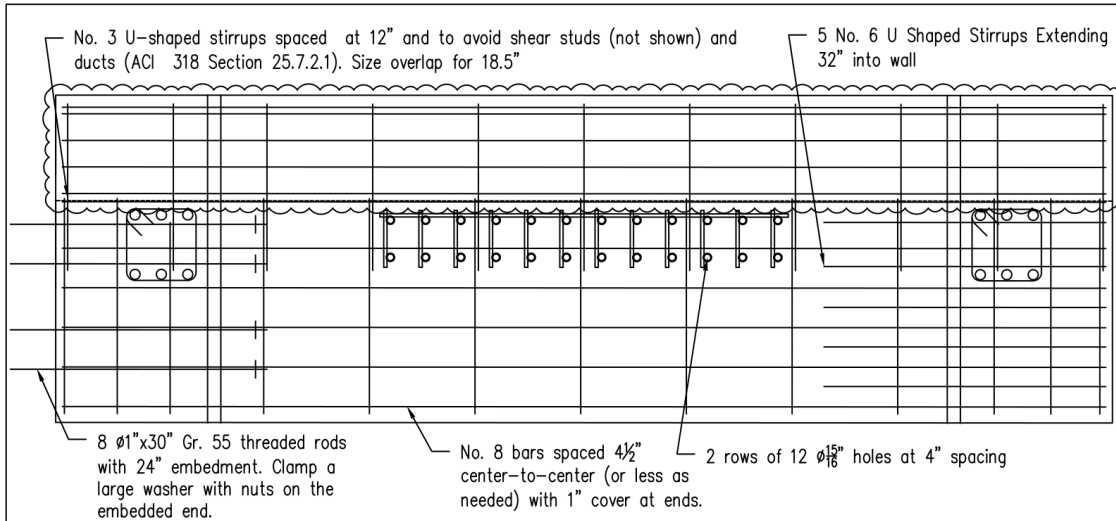 No. 3 U-shaped stirrups spaced at 12" and to avoid shear studs (not shown) and
ducts (ACI 318 Section 25.7.2.1). Size overlap for 18.5"
5 No. 6 U Shaped Stirrups Extending
32" into wall
8 ø1"x30" Gr. 55 threaded rods
with 24" embedment. Clamp a
large washer with nuts on the
embedded end.
No. 8 bars spaced 4½"
center-to-center (or less as
needed) with 1" cover at ends.
2 rows of 12 ø15/16" holes at 4" spacing